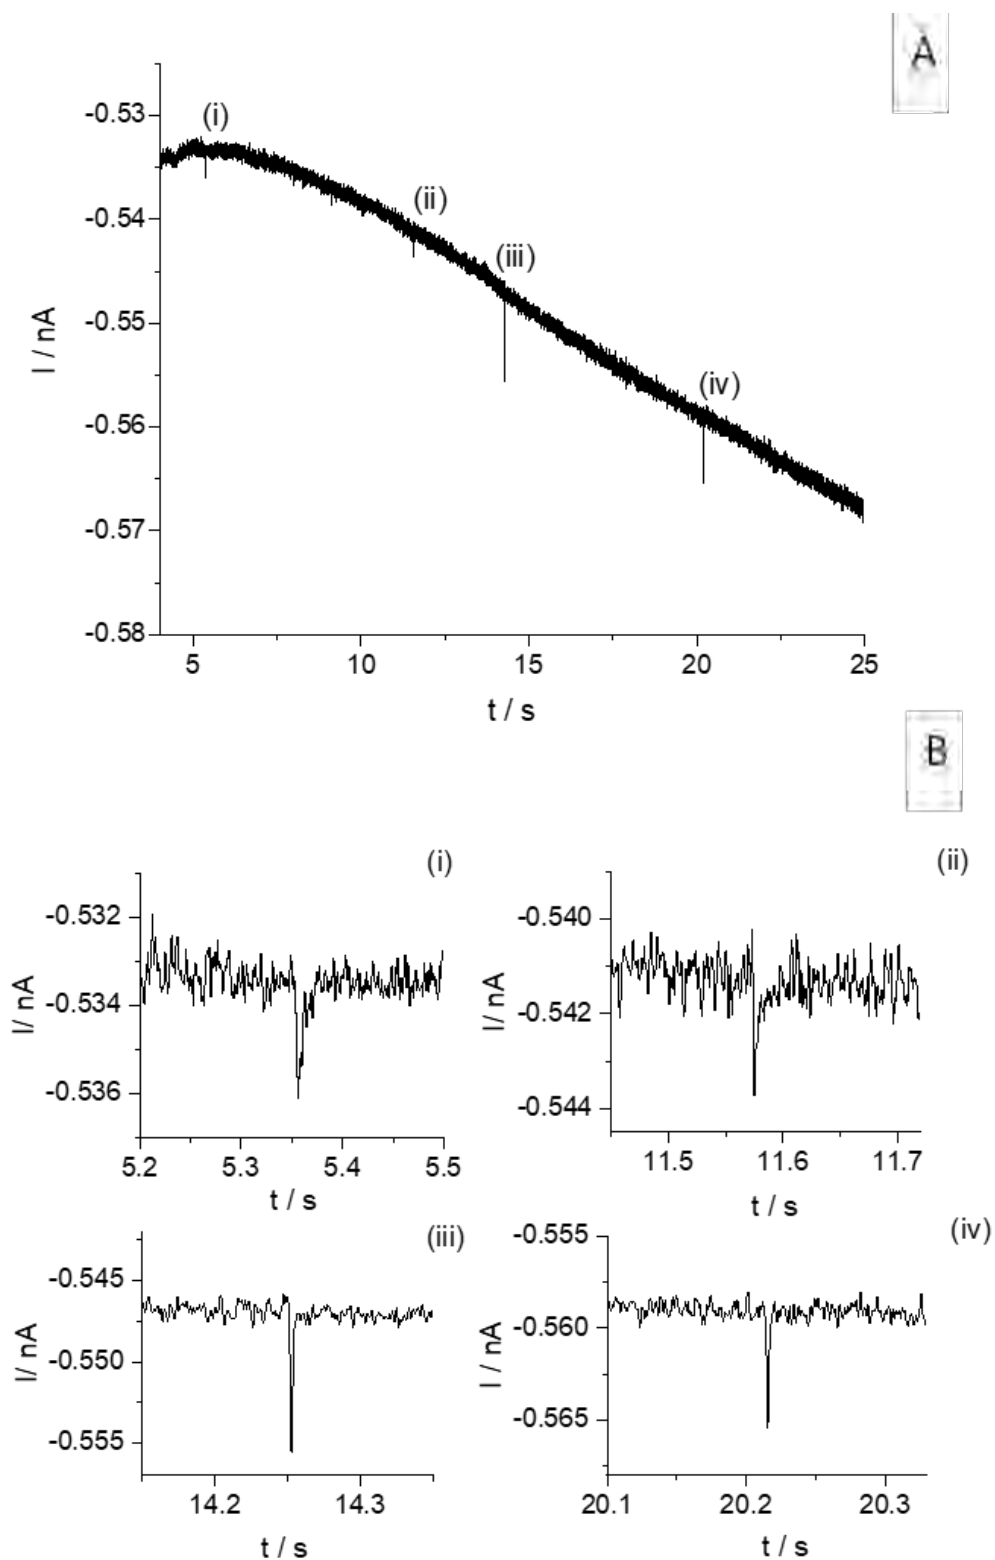 A
(i)
(ii)
(iii)
(iv)
-0.53
-0.54
-0.55
-0.56
-0.57
-0.58
I / nA
5 10 15 20 25
t / s
B
(i)
-0.532
-0.534
-0.536
I/ nA
5.2 5.3 5.4 5.5
t / s
(ii)
-0.540
-0.542
-0.544
I/ nA
11.5 11.6 11.7
t / s
(iii)
-0.545
-0.550
-0.555
I/ nA
14.2 14.3
t / s
(iv)
-0.555
-0.560
-0.565
I / nA
20.1 20.2 20.3
t / s